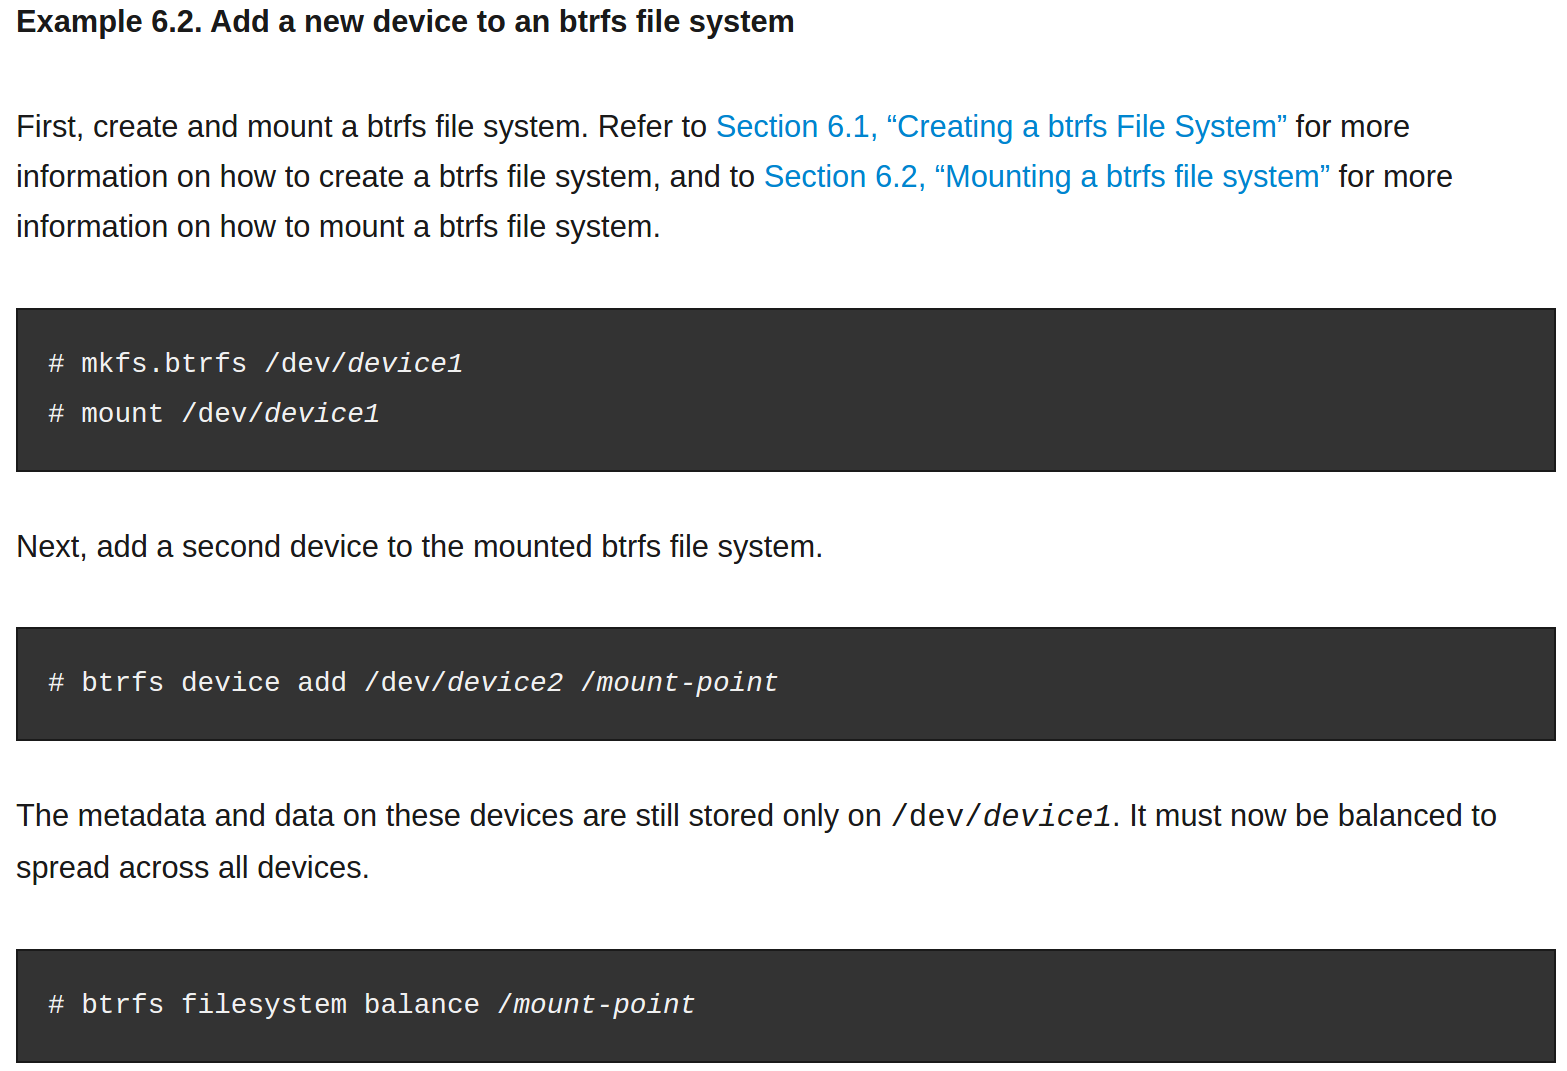 Example 6.2. Add a new device to an btrfs file system
First, create and mount a btrfs file system. Refer to Section 6.1, “Creating a btrfs File System” for more
information on how to create a btrfs file system, and to Section 6.2, “Mounting a btrfs file system” for more
information on how to mount a btrfs file system.
# mkfs.btrfs /dev/device1
# mount /dev/device1
Next, add a second device to the mounted btrfs file system.
# btrfs device add /dev/device2 /mount-point
The metadata and data on these devices are still stored only on /dev/device1. It must now be balanced to
spread across all devices.
# btrfs filesystem balance /mount-point